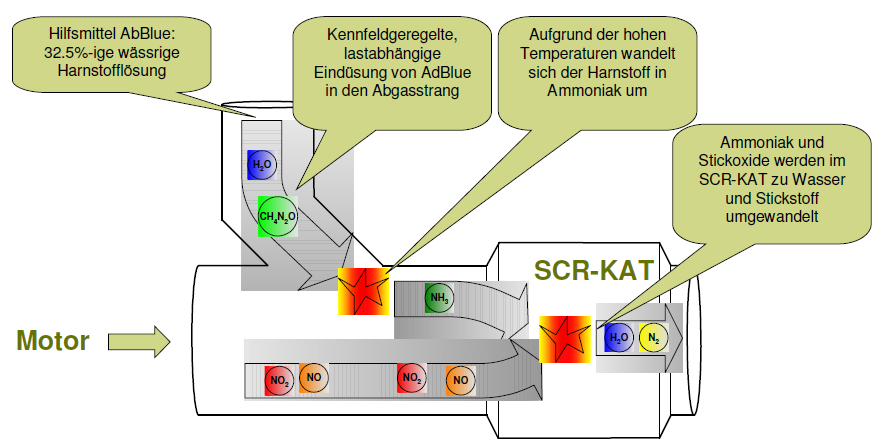 Hilfsmittel AbBlue:
32.5%-ige wässrige
Harnstofflösung
Kennfeldgeregelte,
lastabhängige
Eindüsung von AdBlue
in den Abgasstrang
Aufgrund der hohen
Temperaturen wandelt
sich der Harnstoff in
Ammoniak um
Ammoniak und
Stickoxide werden im
SCR-KAT zu Wasser
und Stickstoff
umgewandelt
H₂O
CH₄N₂O
SCR-KAT
NH₃
Motor
H₂O
N₂
NO₂
NO
NO₂
NO